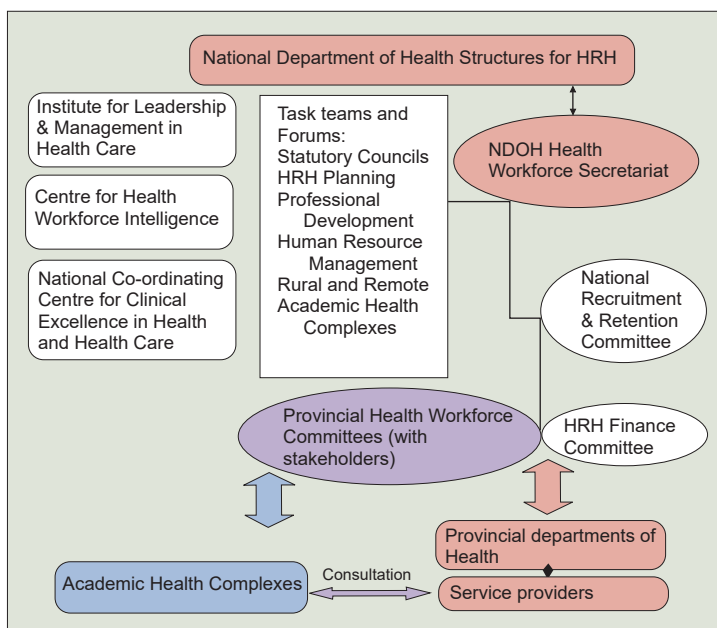 National Department of Health Structures for HRH
Institute for Leadership
& Management in
Health Care
Centre for Health
Workforce Intelligence
National Co-ordinating
Centre for Clinical
Excellence in Health
and Health Care
Task teams and
Forums:
Statutory Councils
HRH Planning
Professional
Development
Human Resource
Management
Rural and Remote
Academic Health
Complexes
NDOH Health
Workforce Secretariat
National
Recruitment
& Retention
Committee
Provincial Health Workforce
Committees (with
stakeholders)
HRH Finance
Committee
Provincial departments of
Health
Academic Health Complexes
Consultation
Service providers